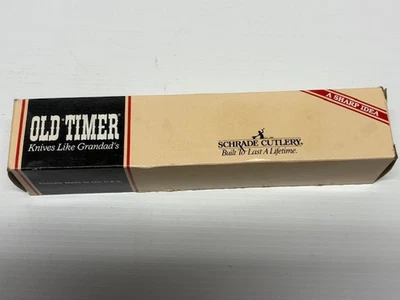 OLD TIMER®
Knives Like Grandad's
SCHRADE CUTLERY®
Built To Last A Lifetime.
A SHARP IDEA